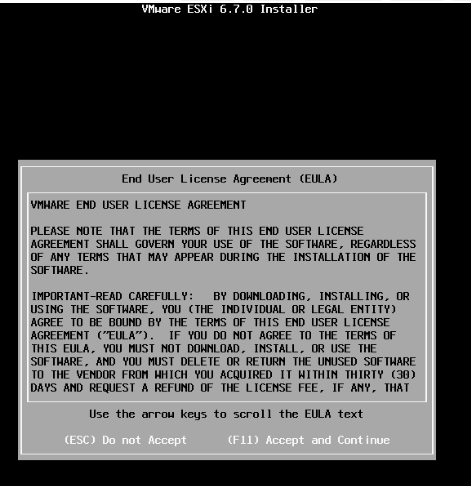 VMware ESXi 6.7.0 Installer
End User License Agreement (EULA)
VMWARE END USER LICENSE AGREEMENT
PLEASE NOTE THAT THE TERMS OF THIS END USER LICENSE
AGREEMENT SHALL GOVERN YOUR USE OF THE SOFTWARE, REGARDLESS
OF ANY TERMS THAT MAY APPEAR DURING THE INSTALLATION OF THE
SOFTWARE.
IMPORTANT-READ CAREFULLY:   BY DOWNLOADING, INSTALLING, OR
USING THE SOFTWARE, YOU (THE INDIVIDUAL OR LEGAL ENTITY)
AGREE TO BE BOUND BY THE TERMS OF THIS END USER LICENSE
AGREEMENT ("EULA").  IF YOU DO NOT AGREE TO THE TERMS OF
THIS EULA, YOU MUST NOT DOWNLOAD, INSTALL, OR USE THE
SOFTWARE, AND YOU MUST DELETE OR RETURN THE UNUSED SOFTWARE
TO THE VENDOR FROM WHICH YOU ACQUIRED IT WITHIN THIRTY (30)
DAYS AND REQUEST A REFUND OF THE LICENSE FEE, IF ANY, THAT
Use the arrow keys to scroll the EULA text
(ESC) Do not Accept      (F11) Accept and Continue